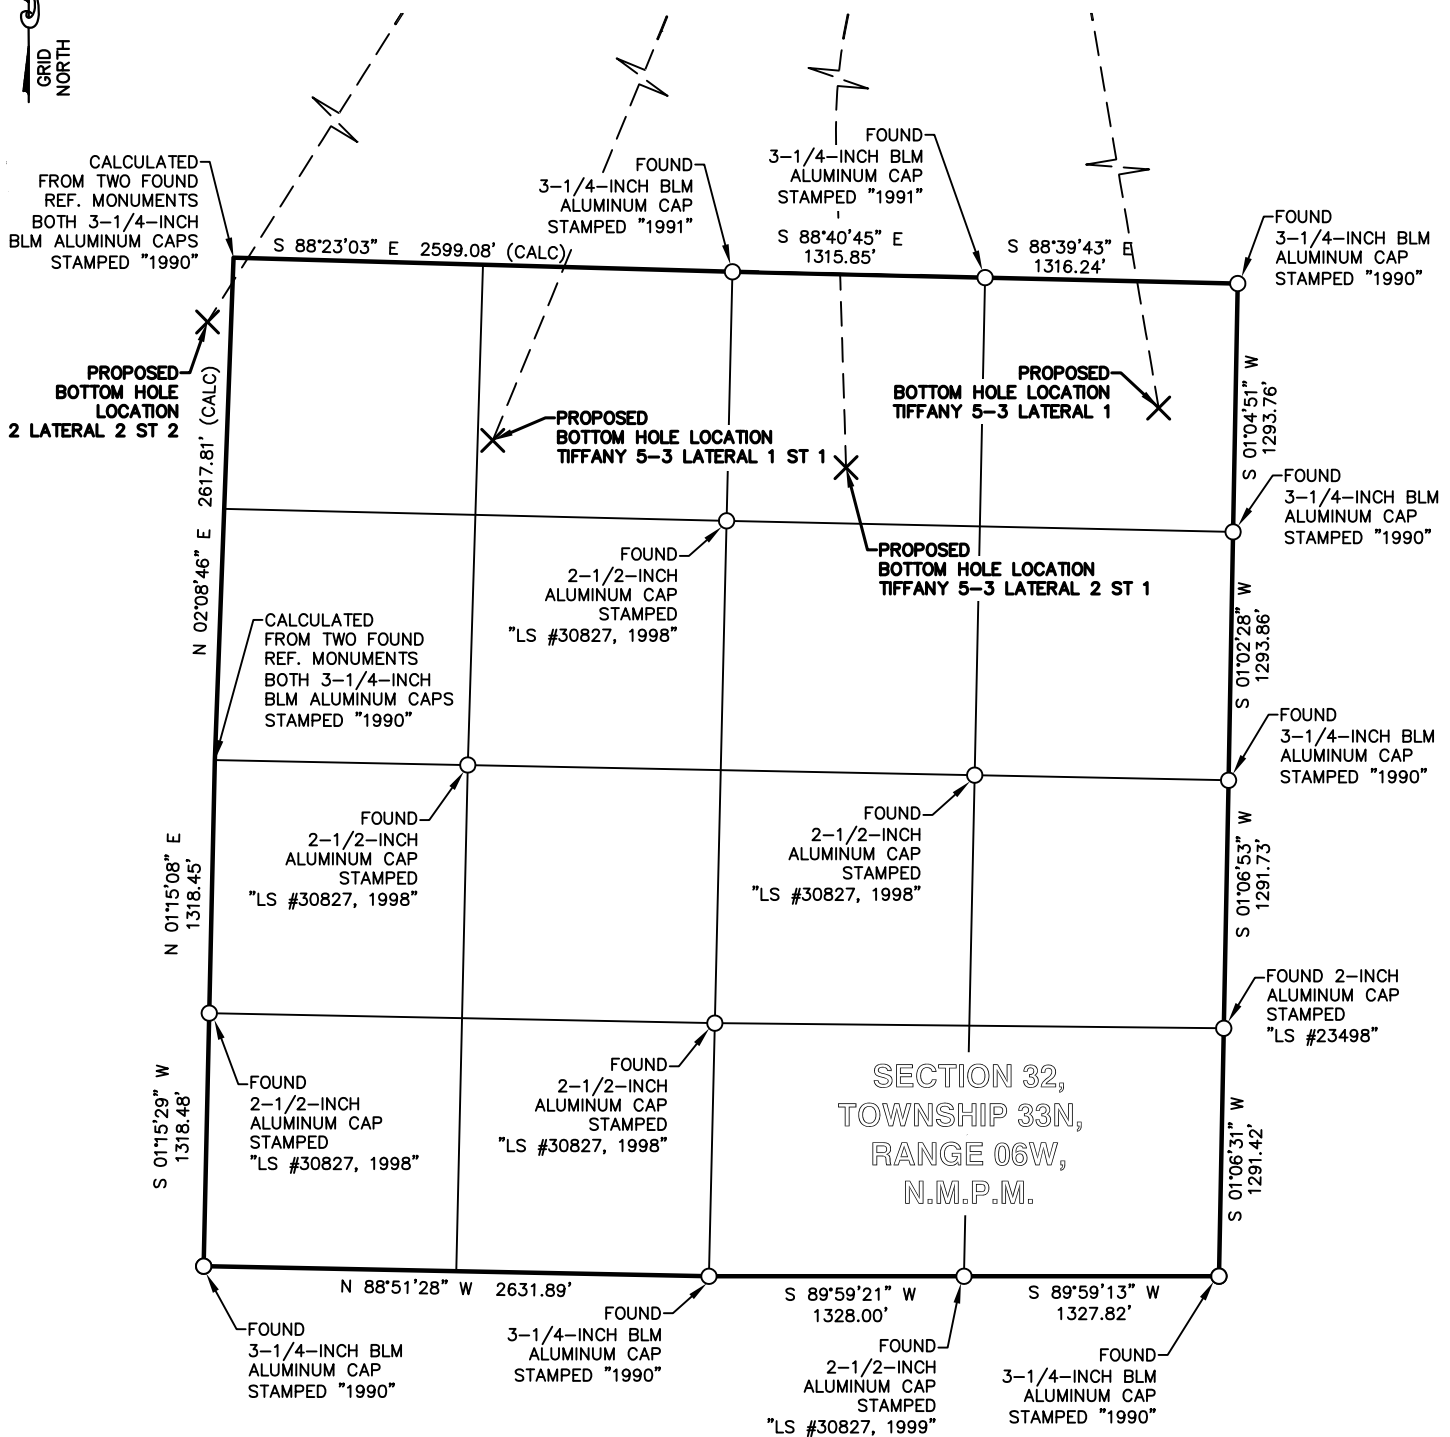 GRID
NORTH
CALCULATED
FROM TWO FOUND
REF. MONUMENTS
BOTH 3-1/4-INCH
BLM ALUMINUM CAPS
STAMPED "1990"
FOUND
3-1/4-INCH BLM
ALUMINUM CAP
STAMPED "1991"
FOUND
3-1/4-INCH BLM
ALUMINUM CAP
STAMPED "1991"
FOUND
3-1/4-INCH BLM
ALUMINUM CAP
STAMPED "1990"
S 88°23'03" E 2599.08' (CALC)
S 88°40'45" E
1315.85'
S 88°39'43" E
1316.24'
PROPOSED
BOTTOM HOLE
LOCATION
2 LATERAL 2 ST 2
PROPOSED
BOTTOM HOLE LOCATION
TIFFANY 5-3 LATERAL 1 ST 1
PROPOSED
BOTTOM HOLE LOCATION
TIFFANY 5-3 LATERAL 1
S 01°04'51" W
1293.76'
N 02°08'46" E 2617.81' (CALC)
FOUND
3-1/4-INCH BLM
ALUMINUM CAP
STAMPED "1990"
FOUND
2-1/2-INCH
ALUMINUM CAP
STAMPED
"LS #30827, 1998"
PROPOSED
BOTTOM HOLE LOCATION
TIFFANY 5-3 LATERAL 2 ST 1
S 01°02'28" W
1293.86'
CALCULATED
FROM TWO FOUND
REF. MONUMENTS
BOTH 3-1/4-INCH
BLM ALUMINUM CAPS
STAMPED "1990"
FOUND
3-1/4-INCH BLM
ALUMINUM CAP
STAMPED "1990"
FOUND
2-1/2-INCH
ALUMINUM CAP
STAMPED
"LS #30827, 1998"
FOUND
2-1/2-INCH
ALUMINUM CAP
STAMPED
"LS #30827, 1998"
N 01°15'08" E
1318.45'
S 01°06'53" W
1291.73'
FOUND 2-INCH
ALUMINUM CAP
STAMPED
"LS #23498"
FOUND
2-1/2-INCH
ALUMINUM CAP
STAMPED
"LS #30827, 1998"
FOUND
2-1/2-INCH
ALUMINUM CAP
STAMPED
"LS #30827, 1998"
SECTION 32,
TOWNSHIP 33N,
RANGE 06W,
N.M.P.M.
S 01°15'29" W
1318.48'
S 01°06'31" W
1291.42'
N 88°51'28" W 2631.89'
S 89°59'21" W
1328.00'
S 89°59'13" W
1327.82'
FOUND
3-1/4-INCH BLM
ALUMINUM CAP
STAMPED "1990"
FOUND
3-1/4-INCH BLM
ALUMINUM CAP
STAMPED "1990"
FOUND
2-1/2-INCH
ALUMINUM CAP
STAMPED
"LS #30827, 1999"
FOUND
3-1/4-INCH BLM
ALUMINUM CAP
STAMPED "1990"